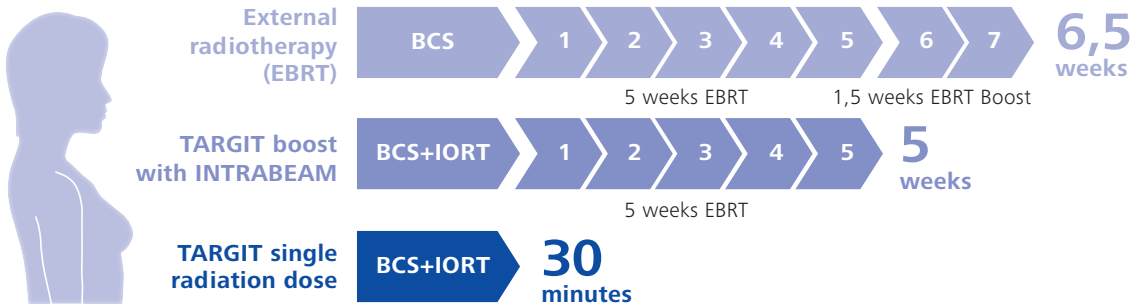 External
radiotherapy
(EBRT)
BCS 1 2 3 4 5 6 7
6,5
weeks
5 weeks EBRT 1,5 weeks EBRT Boost
TARGIT boost
with INTRABEAM
BCS+IORT 1 2 3 4 5
5
weeks
5 weeks EBRT
TARGIT single
radiation dose
BCS+IORT
30
minutes